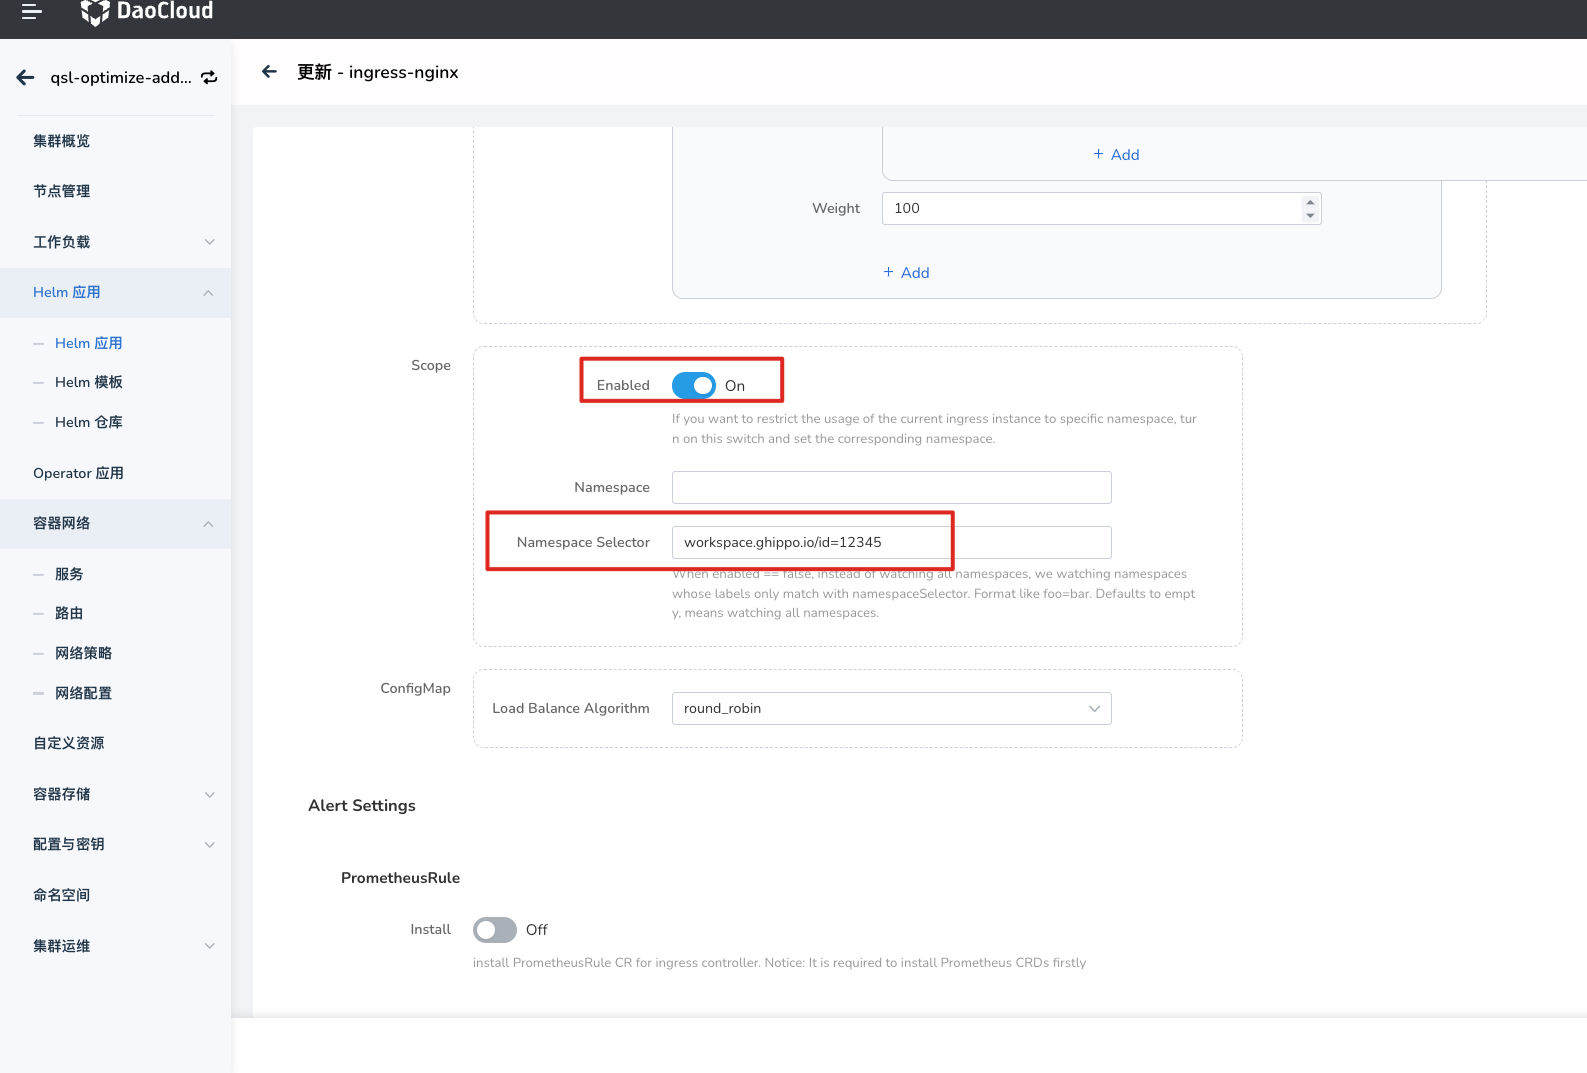 DaoCloud
qsl-optimize-add...
更新 - ingress-nginx
集群概览
节点管理
工作负载
Helm 应用
Helm 应用
Helm 模板
Helm 仓库
Operator 应用
容器网络
服务
路由
网络策略
网络配置
自定义资源
容器存储
配置与密钥
命名空间
集群运维
+ Add
Weight 100
+ Add
Scope
Enabled On
If you want to restrict the usage of the current ingress instance to specific namespace, tur
n on this switch and set the corresponding namespace.
Namespace
Namespace Selector workspace.ghippo.io/id=12345
When enabled == false, instead of watching all namespaces, we watching namespaces
whose labels only match with namespaceSelector. Format like foo=bar. Defaults to empt
y, means watching all namespaces.
ConfigMap
Load Balance Algorithm round_robin
Alert Settings
PrometheusRule
Install Off
install PrometheusRule CR for ingress controller. Notice: It is required to install Prometheus CRDs firstly